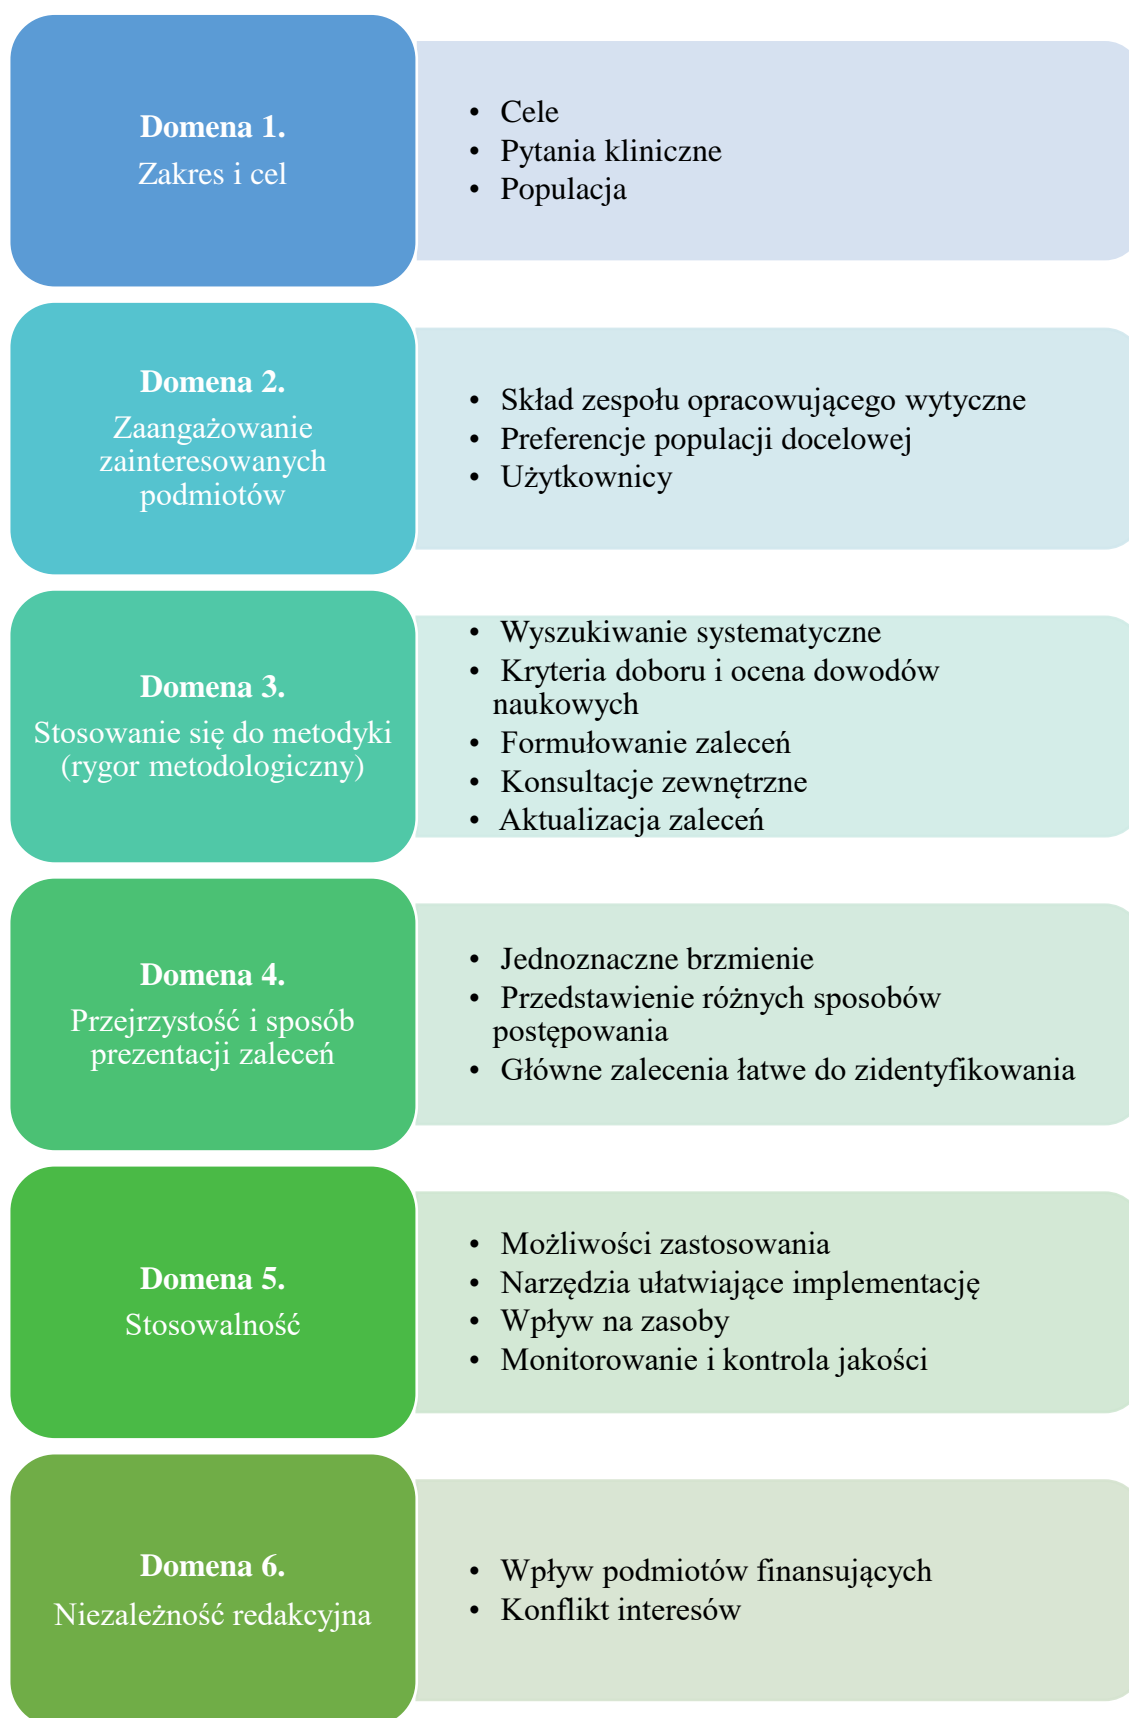 Domena 1.
Zakres i cel
• Cele
• Pytania kliniczne
• Populacja
Domena 2.
Zaangażowanie
zainteresowanych
podmiotów
• Skład zespołu opracowującego wytyczne
• Preferencje populacji docelowej
• Użytkownicy
Domena 3.
Stosowanie się do metodyki
(rygor metodologiczny)
• Wyszukiwanie systematyczne
• Kryteria doboru i ocena dowodów
naukowych
• Formułowanie zaleceń
• Konsultacje zewnętrzne
• Aktualizacja zaleceń
Domena 4.
Przejrzystość i sposób
prezentacji zaleceń
• Jednoznaczne brzmienie
• Przedstawienie różnych sposobów
postępowania
• Główne zalecenia łatwe do zidentyfikowania
Domena 5.
Stosowalność
• Możliwości zastosowania
• Narzędzia ułatwiające implementację
• Wpływ na zasoby
• Monitorowanie i kontrola jakości
Domena 6.
Niezależność redakcyjna
• Wpływ podmiotów finansujących
• Konflikt interesów